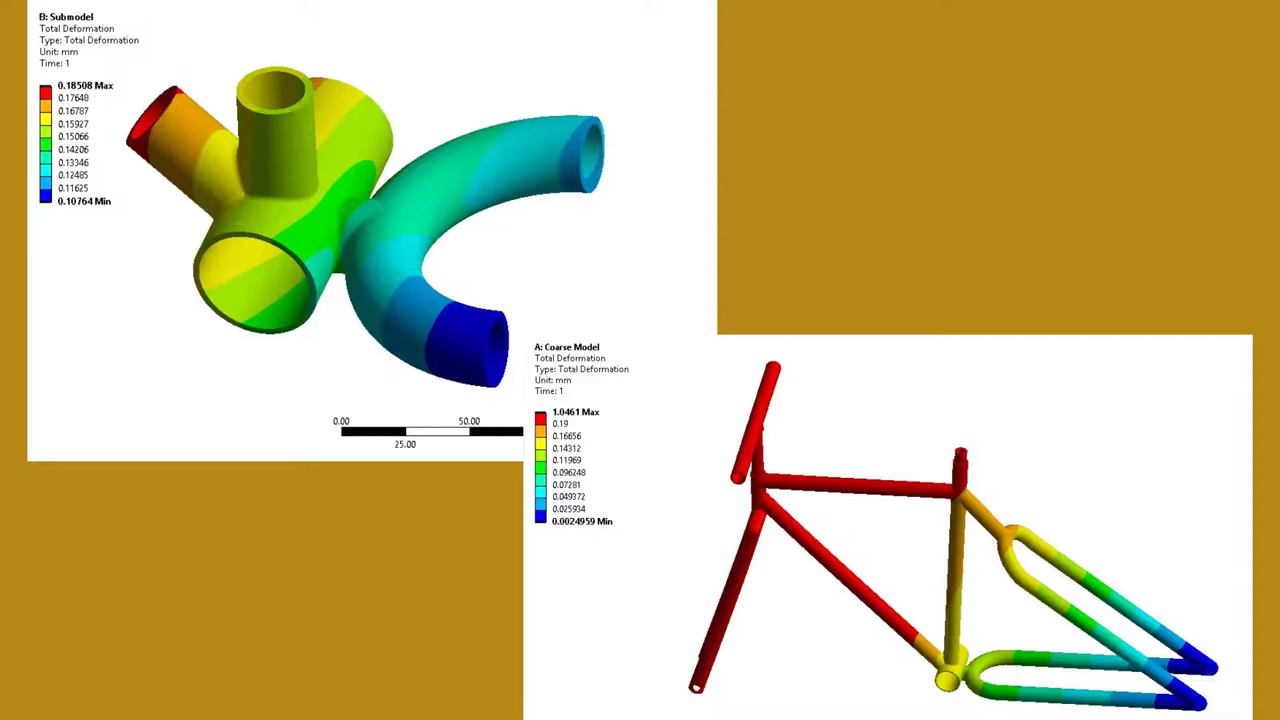 B: Submodel
Total Deformation
Type: Total Deformation
Unit: mm
Time: 1
0.18508 Max
0.17648
0.16787
0.15927
0.15066
0.14206
0.13346
0.12485
0.11625
0.10764 Min
0.00 50.00
25.00
A: Coarse Model
Total Deformation
Type: Total Deformation
Unit: mm
Time: 1
1.0461 Max
0.19
0.16656
0.14312
0.11969
0.096248
0.07281
0.049372
0.025934
0.0024959 Min